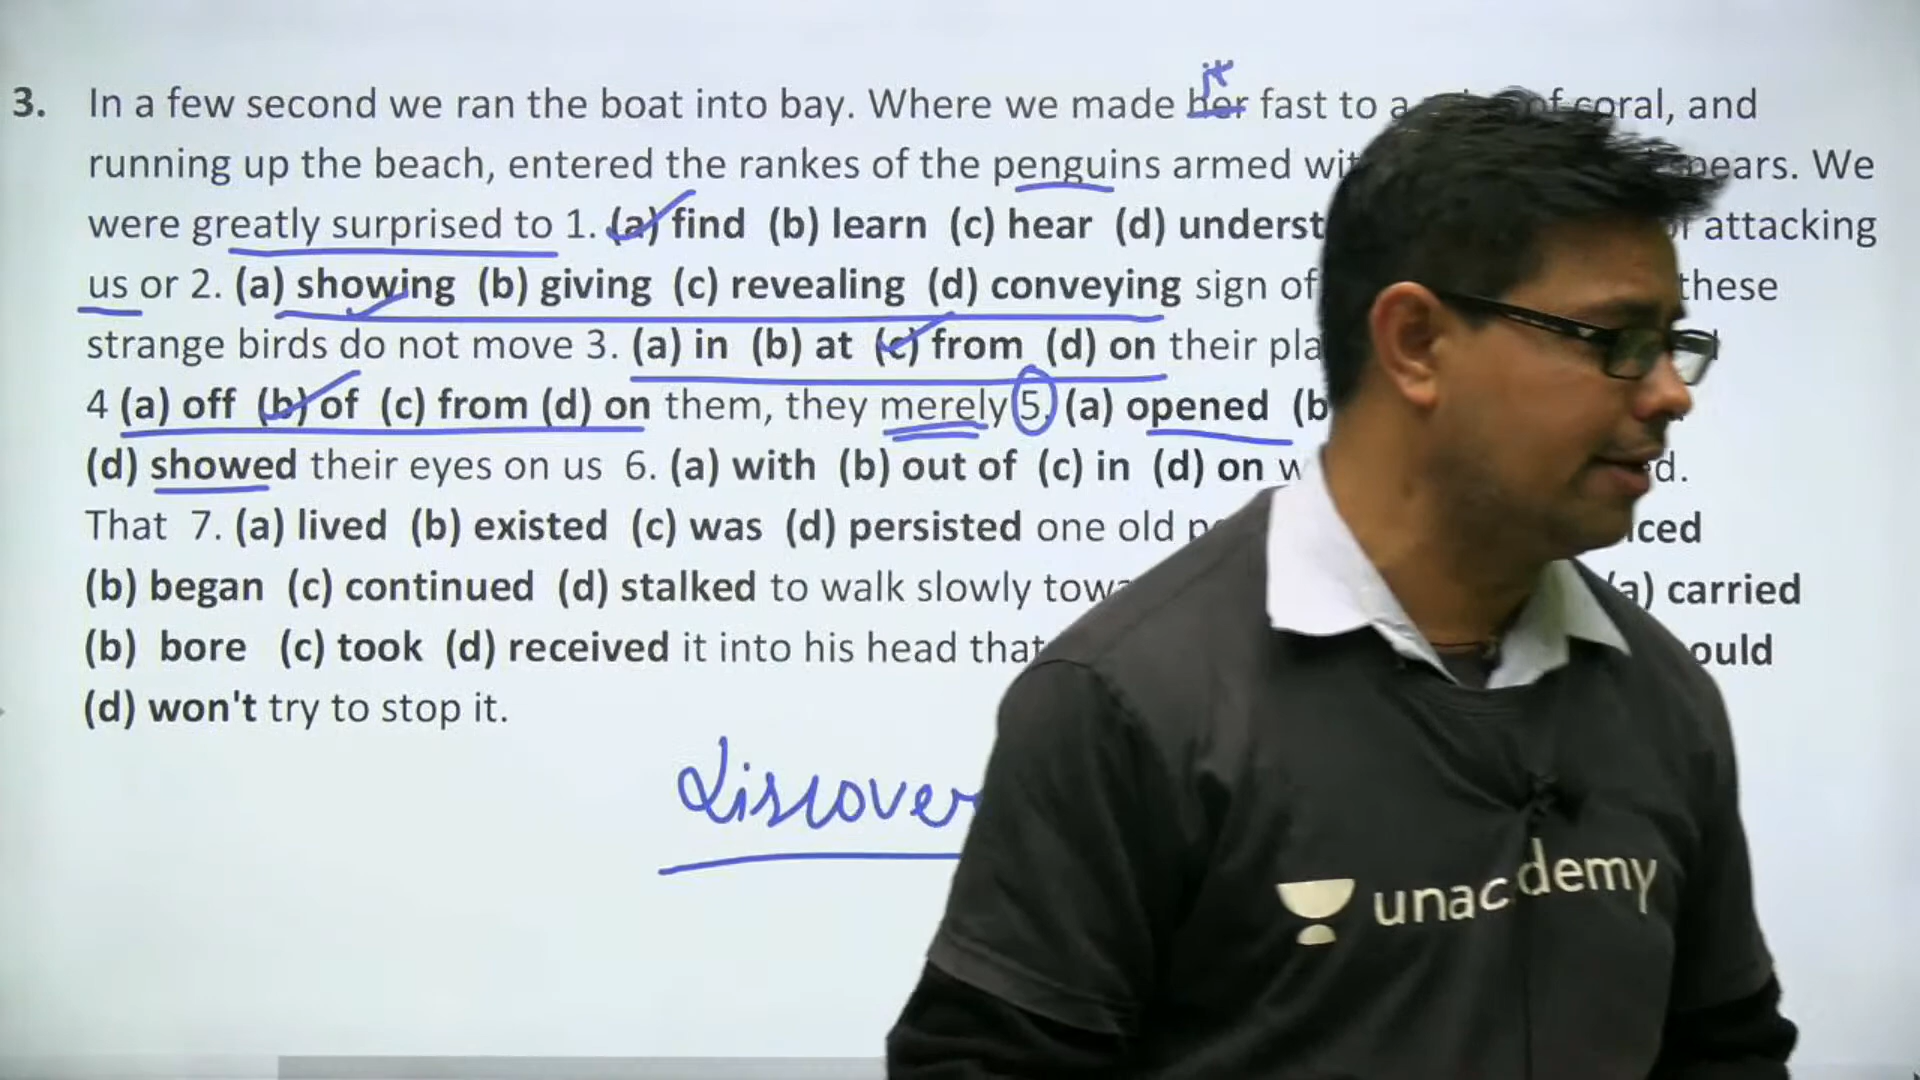 it
3. In a few second we ran the boat into bay. Where we made her fast to a of coral, and
running up the beach, entered the rankes of the penguins armed wit pears. We
were greatly surprised to 1. (a) find (b) learn (c) hear (d) underst attacking
us or 2. (a) showing (b) giving (c) revealing (d) conveying sign of these
strange birds do not move 3. (a) in (b) at (c) from (d) on their pla
4 (a) off (b) of (c) from (d) on them, they merely 5. (a) opened (b
(d) showed their eyes on us 6. (a) with (b) out of (c) in (d) on w d.
That 7. (a) lived (b) existed (c) was (d) persisted one old p ced
(b) began (c) continued (d) stalked to walk slowly towa (a) carried
(b) bore (c) took (d) received it into his head that ould
(d) won't try to stop it.
discover
unacademy